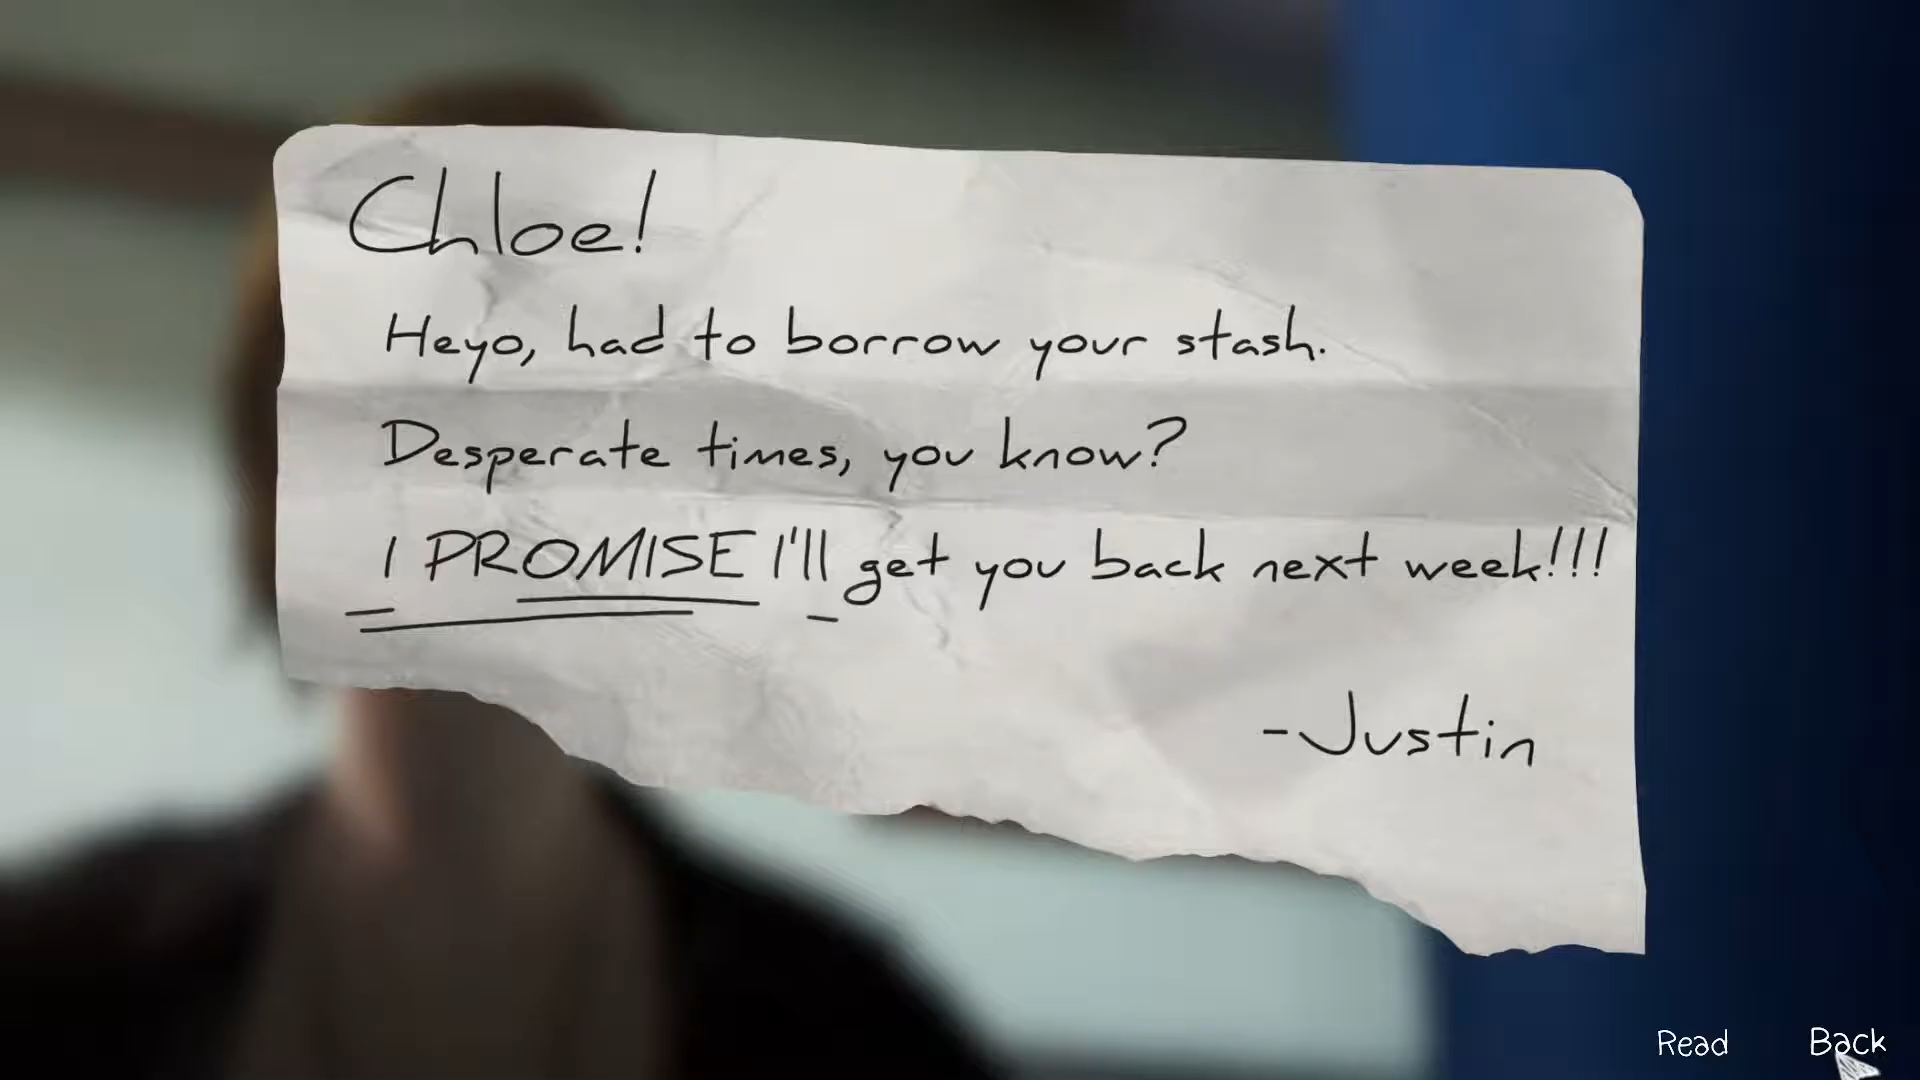 Chloe!
Heyo, had to borrow your stash.
Desperate times, you know?
I PROMISE I'll get you back next week!!!
-Justin
Read Back